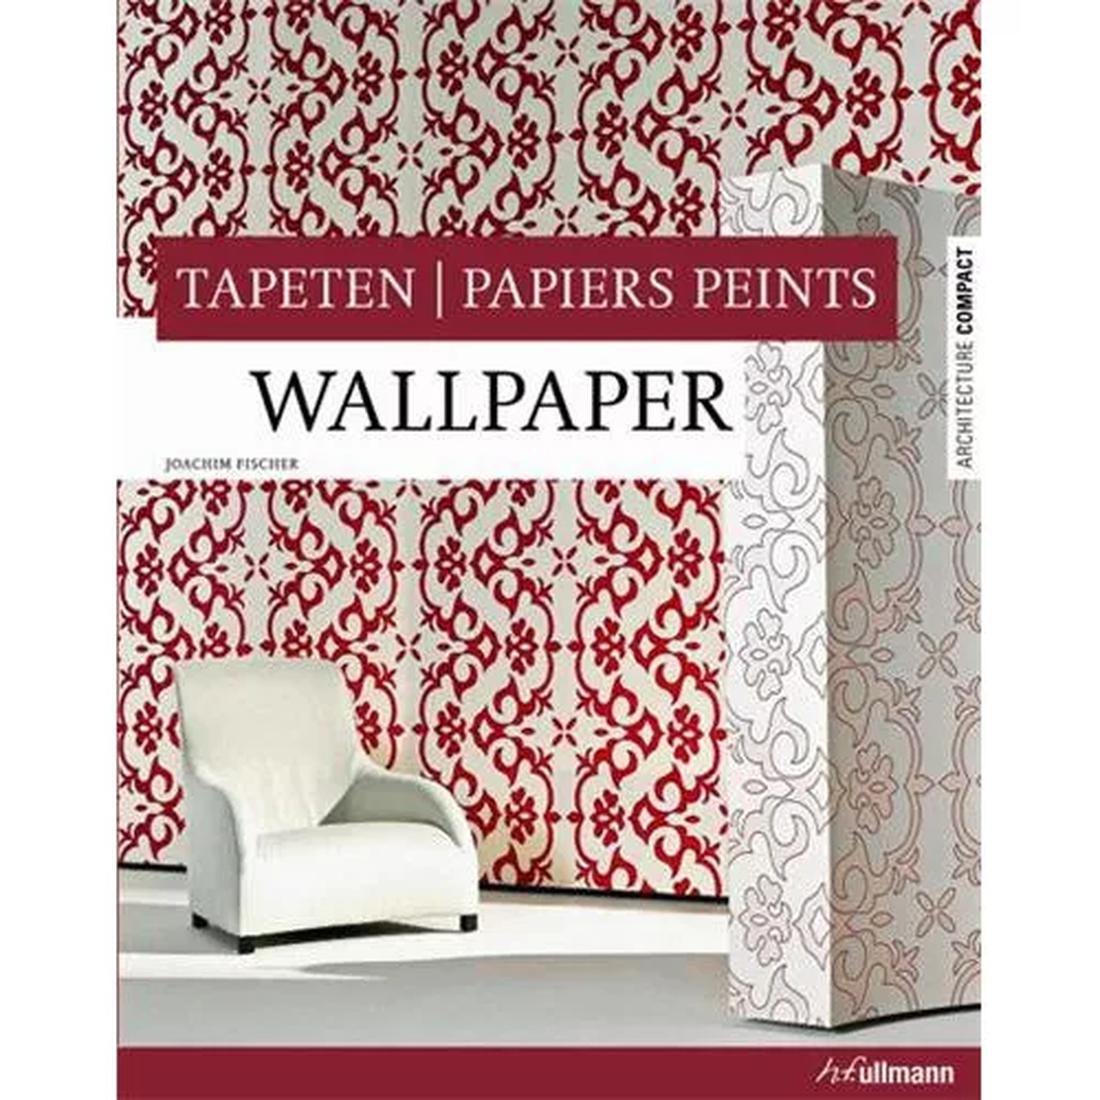 TAPETEN | PAPIERS PEINTS
WALLPAPER
JOACHIM FISCHER
ARCHITECTURE COMPACT
h.f.ullmann